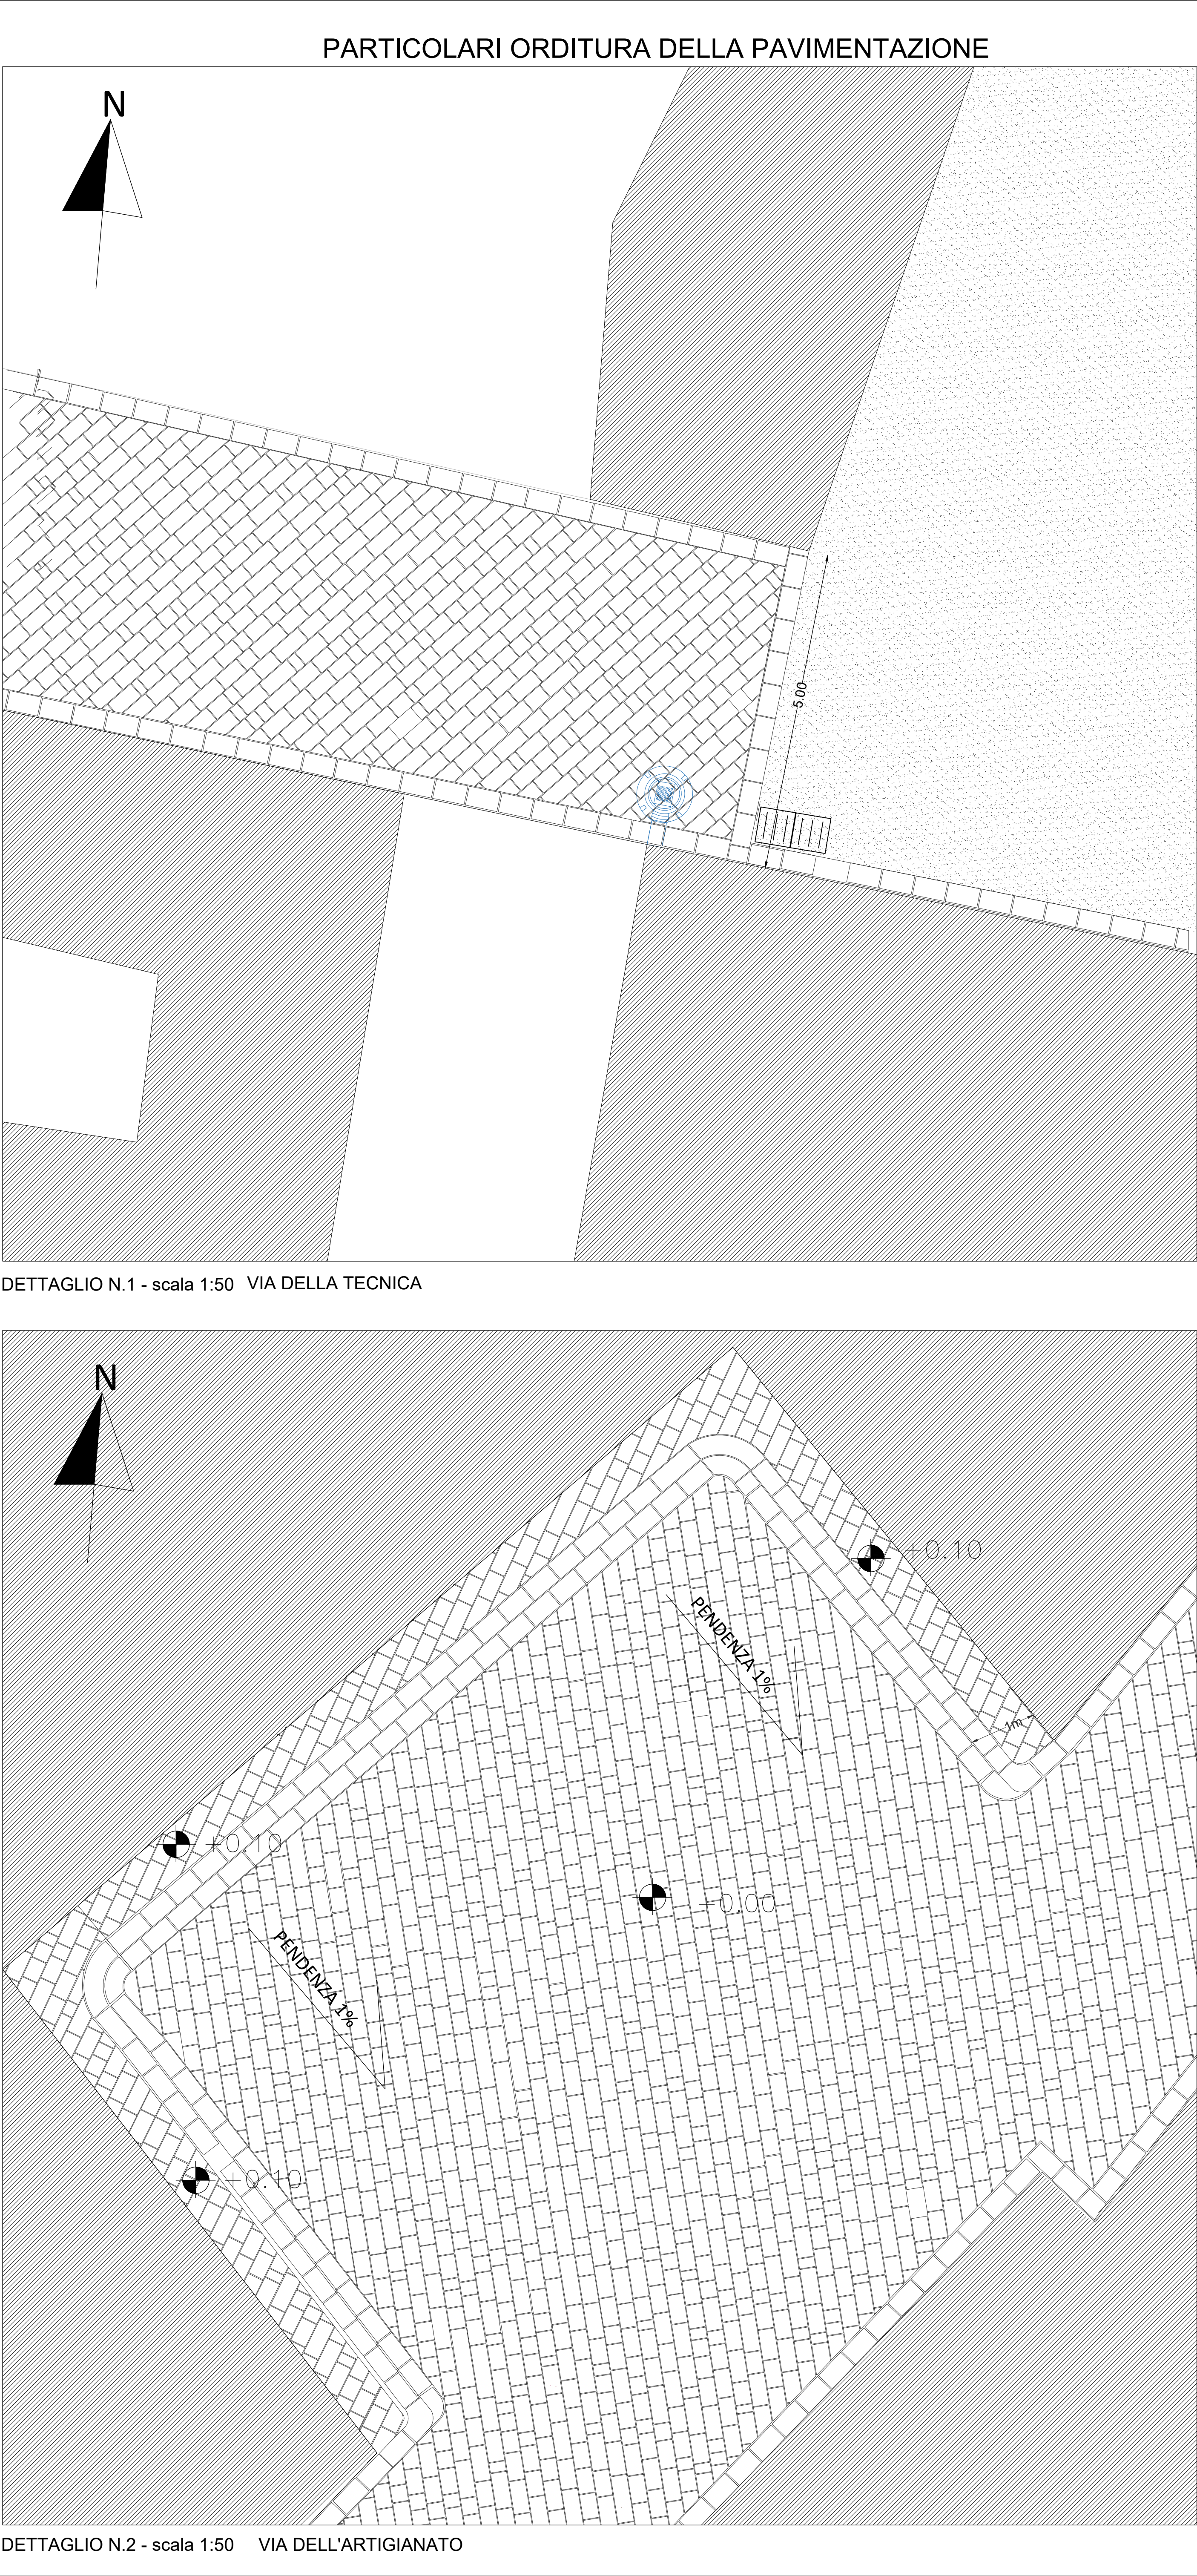 PARTICOLARI ORDITURA DELLA PAVIMENTAZIONE
N
5.00
DETTAGLIO N.1 - scala 1:50 VIA DELLA TECNICA
N
+0.10
PENDENZA 1%
1m
+0.10
+0.00
PENDENZA 1%
+0.10
DETTAGLIO N.2 - scala 1:50 VIA DELL'ARTIGIANATO